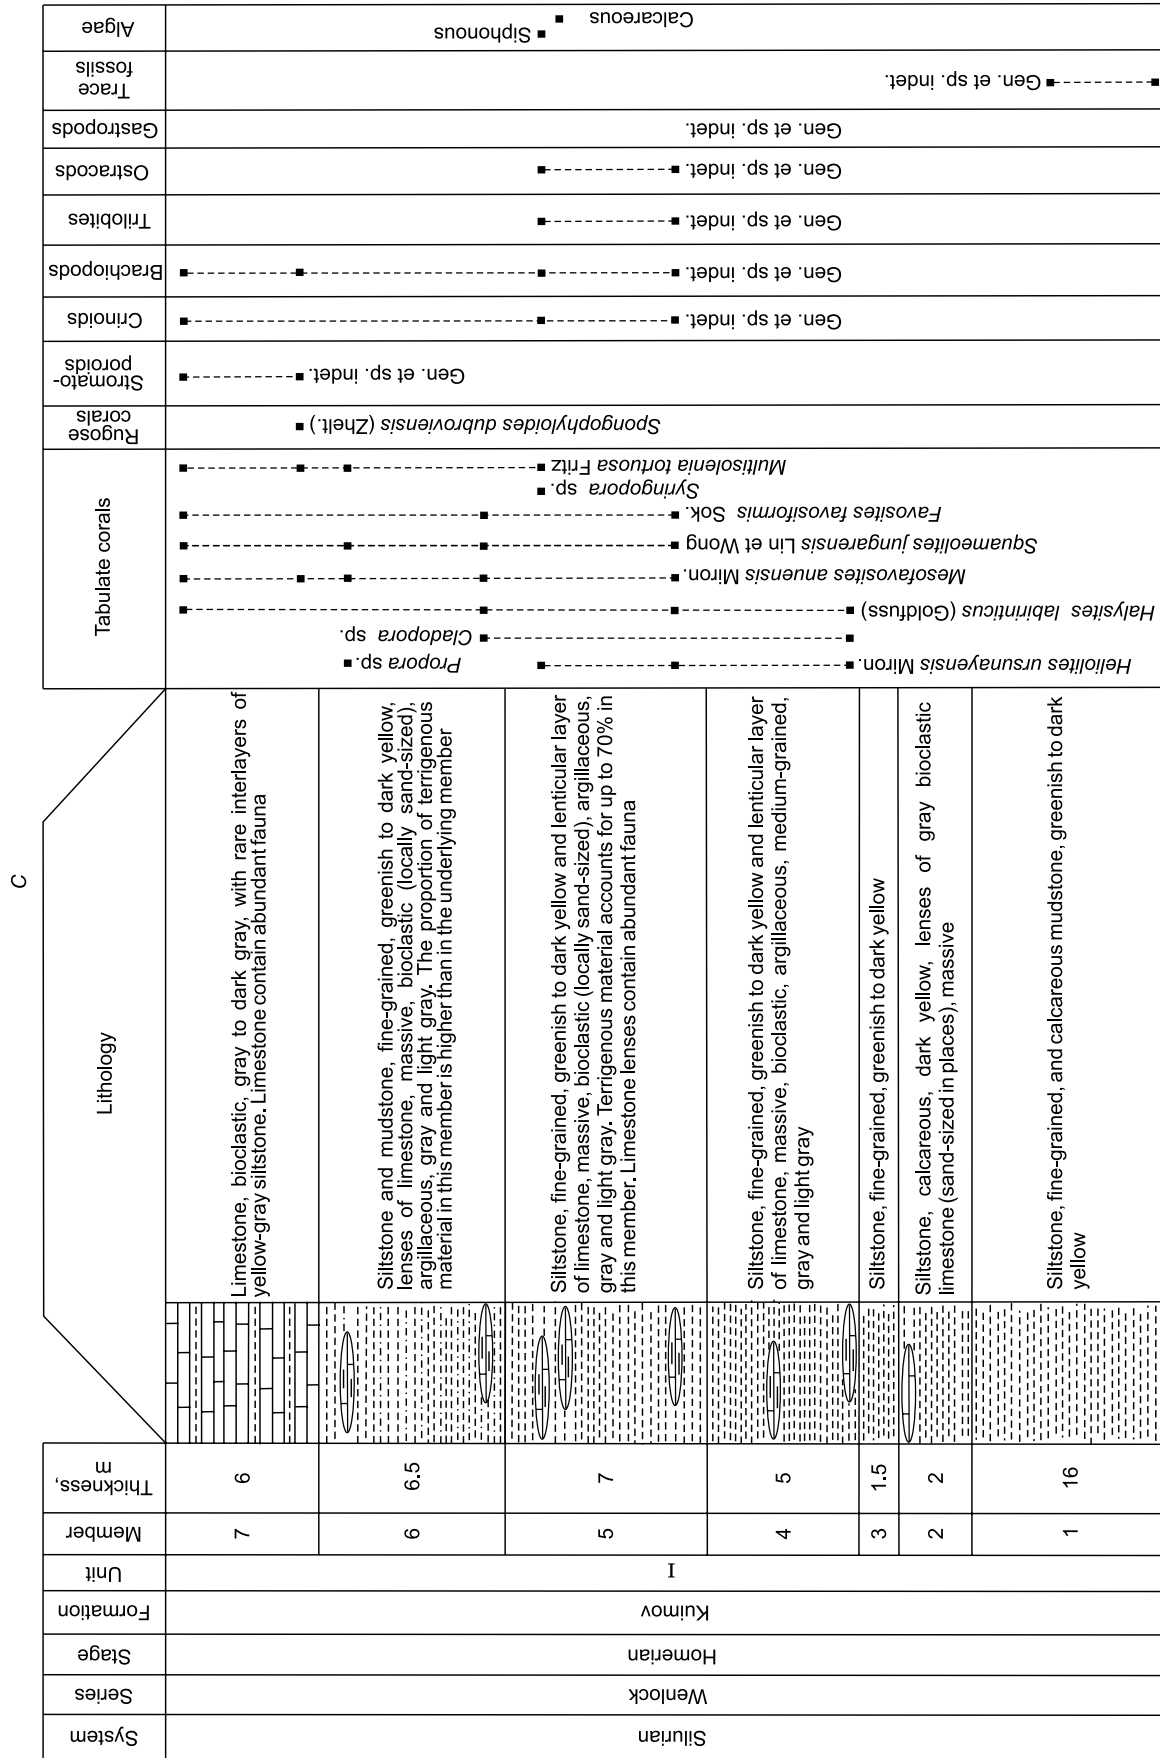 C
System
Series
Stage
Formation
Unit
Member
Thickness,
m
Lithology
Tabulate corals
Rugose
corals
Stromato-
poroids
Crinoids
Brachiopods
Trilobites
Ostracods
Gastropods
Trace
fossils
Algae
Silurian
Wenlock
Homerian
Kuimov
I
7
6
Limestone, bioclastic, gray to dark gray, with rare interlayers of
yellow-gray siltstone. Limestone contain abundant fauna
6
6.5
Siltstone and mudstone, fine-grained, greenish to dark yellow,
lenses of limestone, massive, bioclastic (locally sand-sized),
argillaceous, gray and light gray. The proportion of terrigenous
material in this member is higher than in the underlying member
5
7
Siltstone, fine-grained, greenish to dark yellow and lenticular layer
of limestone, massive, bioclastic (locally sand-sized), argillaceous,
gray and light gray. Terrigenous material accounts for up to 70% in
this member. Limestone lenses contain abundant fauna
4
5
Siltstone, fine-grained, greenish to dark yellow and lenticular layer
of limestone, massive, bioclastic, argillaceous, medium-grained,
gray and light gray
3
1.5
Siltstone, fine-grained, greenish to dark yellow
2
2
Siltstone, calcareous, dark yellow, lenses of gray bioclastic
limestone (sand-sized in places), massive
1
16
Siltstone, fine-grained, and calcareous mudstone, greenish to dark
yellow
Heliolites ursunayensis Miron.
Propora sp.
Cladopora sp.
Halysites labirinticus (Goldfuss)
Mesofavosites anuensis Miron.
Squameolites jungarensis Lin et Wong
Favosites favosiformis Sok.
Syringopora sp.
Multisolenia tortuosa Fritz
Spongophylloides dubroviensis (Zhelt.)
Gen. et sp. indet.
Gen. et sp. indet.
Gen. et sp. indet.
Gen. et sp. indet.
Gen. et sp. indet.
Gen. et sp. indet.
Gen. et sp. indet.
Siphonous
Calcareous